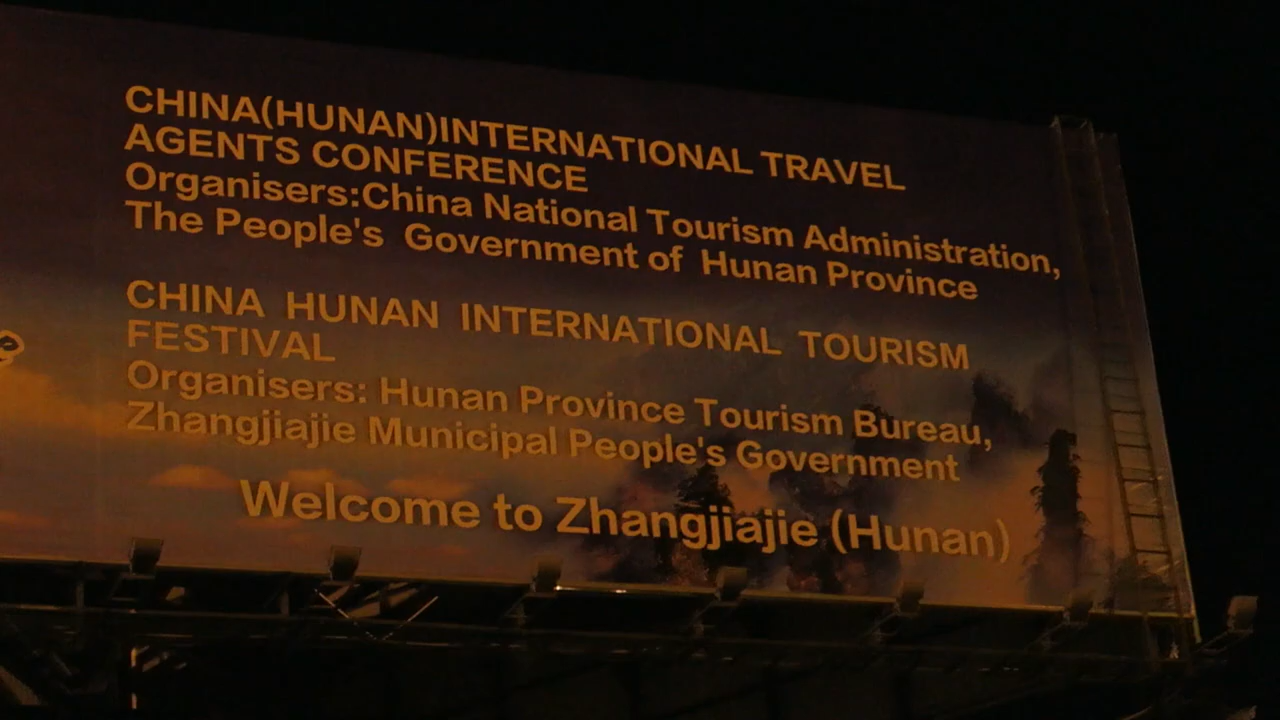 CHINA(HUNAN)INTERNATIONAL TRAVEL
AGENTS CONFERENCE
Organisers:China National Tourism Administration,
The People's Government of Hunan Province
CHINA HUNAN INTERNATIONAL TOURISM
FESTIVAL
Organisers: Hunan Province Tourism Bureau,
Zhangjiajie Municipal People's Government
Welcome to Zhangjiajie (Hunan)